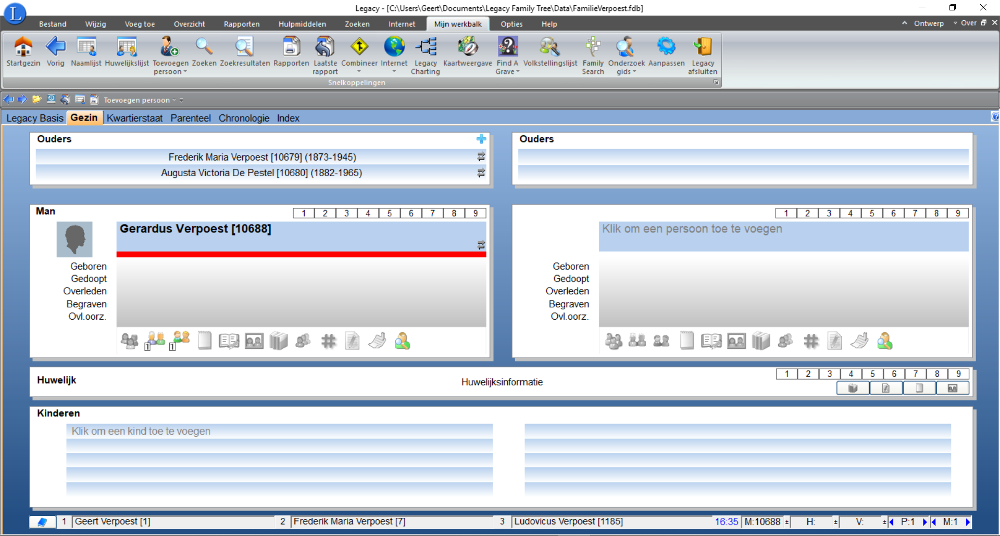 Legacy - [C:\Users\Geert\Documents\Legacy Family Tree\Data\FamilieVerpoest.fdb]
L
Bestand Wijzig Voeg toe Overzicht Rapporten Hulpmiddelen Zoeken Internet Mijn werkbalk Opties Help Ontwerp Over
Startgezin Vorig Naamlijst Huwelijkslijst Toevoegen persoon Zoeken Zoekresultaten Rapporten Laatste rapport Combineer Internet Legacy Charting Kaartweergave Find A Grave Volkstellingslijst Family Search Onderzoek gids Aanpassen Legacy afsluiten
Snelkoppelingen
Toevoegen persoon
Legacy Basis Gezin Kwartierstaat Parenteel Chronologie Index
Ouders
Frederik Maria Verpoest [10679] (1873-1945)
Augusta Victoria De Pestel [10680] (1882-1965)
Ouders
Man
1 2 3 4 5 6 7 8 9
Gerardus Verpoest [10688]
Geboren
Gedoopt
Overleden
Begraven
Ovl.oorz.
1 1
1 2 3 4 5 6 7 8 9
Klik om een persoon toe te voegen
Geboren
Gedoopt
Overleden
Begraven
Ovl.oorz.
Huwelijk
Huwelijksinformatie
1 2 3 4 5 6 7 8 9
Kinderen
Klik om een kind toe te voegen
1 Geert Verpoest [1] 2 Frederik Maria Verpoest [7] 3 Ludovicus Verpoest [1185] 16:35 M:10688 ± H: ± V: ± P:1 M:1